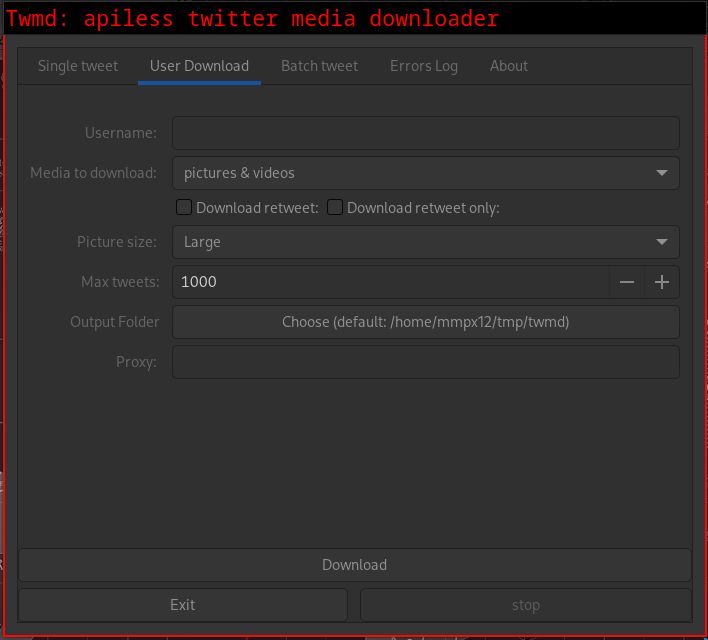 Twmd: apiless twitter media downloader
Single tweet User Download Batch tweet Errors Log About
Username:
Media to download: pictures & videos
Download retweet: Download retweet only:
Picture size: Large
Max tweets: 1000
Output Folder Choose (default: /home/mmpx12/tmp/twmd)
Proxy:
Download
Exit stop